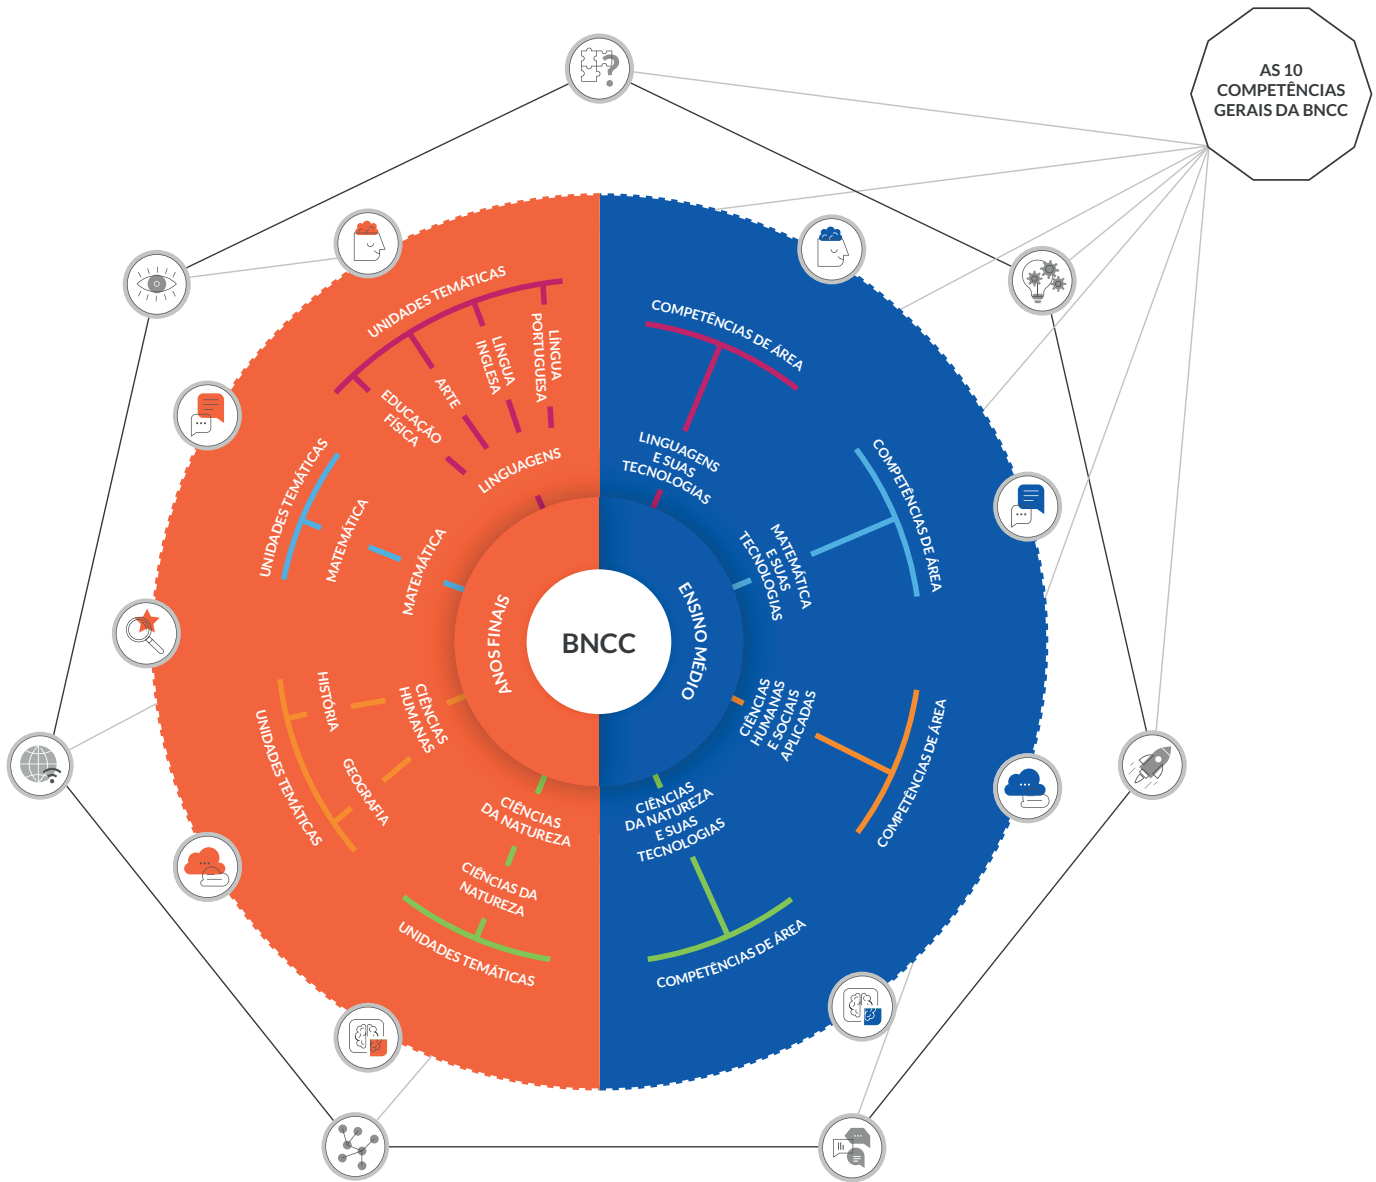 AS 10
COMPETÊNCIAS
GERAIS DA BNCC
UNIDADES TEMÁTICAS
LÍNGUA
PORTUGUESA
LÍNGUA
INGLESA
ARTE
EDUCAÇÃO
FÍSICA
LINGUAGENS
UNIDADES TEMÁTICAS
MATEMÁTICA
MATEMÁTICA
ANOS FINAIS
BNCC
HISTÓRIA
GEOGRAFIA
CIÊNCIAS
HUMANAS
UNIDADES TEMÁTICAS
CIÊNCIAS
DA NATUREZA
CIÊNCIAS DA
NATUREZA
UNIDADES TEMÁTICAS
COMPETÊNCIAS DE ÁREA
LINGUAGENS
E SUAS
TECNOLOGIAS
COMPETÊNCIAS DE ÁREA
MATEMÁTICA
E SUAS
TECNOLOGIAS
ENSINO MÉDIO
CIÊNCIAS
HUMANAS
E SOCIAIS
APLICADAS
COMPETÊNCIAS DE ÁREA
CIÊNCIAS
DA NATUREZA
E SUAS
TECNOLOGIAS
COMPETÊNCIAS DE ÁREA